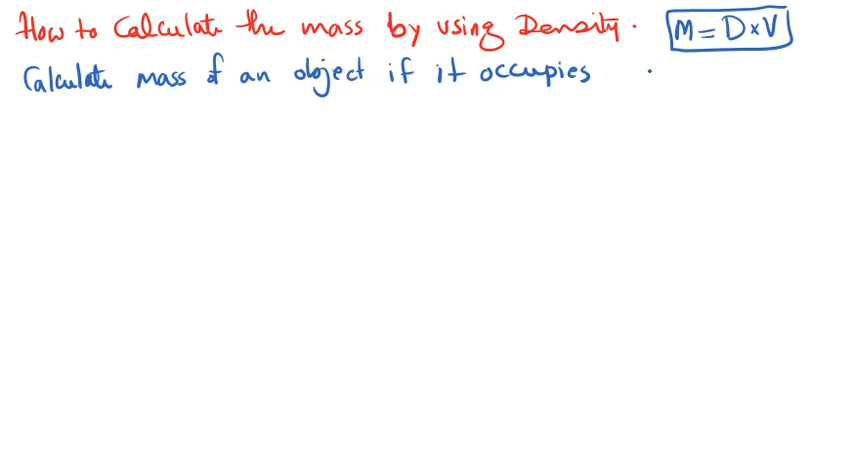 How to Calculate the mass by using Density. M = D × V
Calculate mass of an object if it occupies